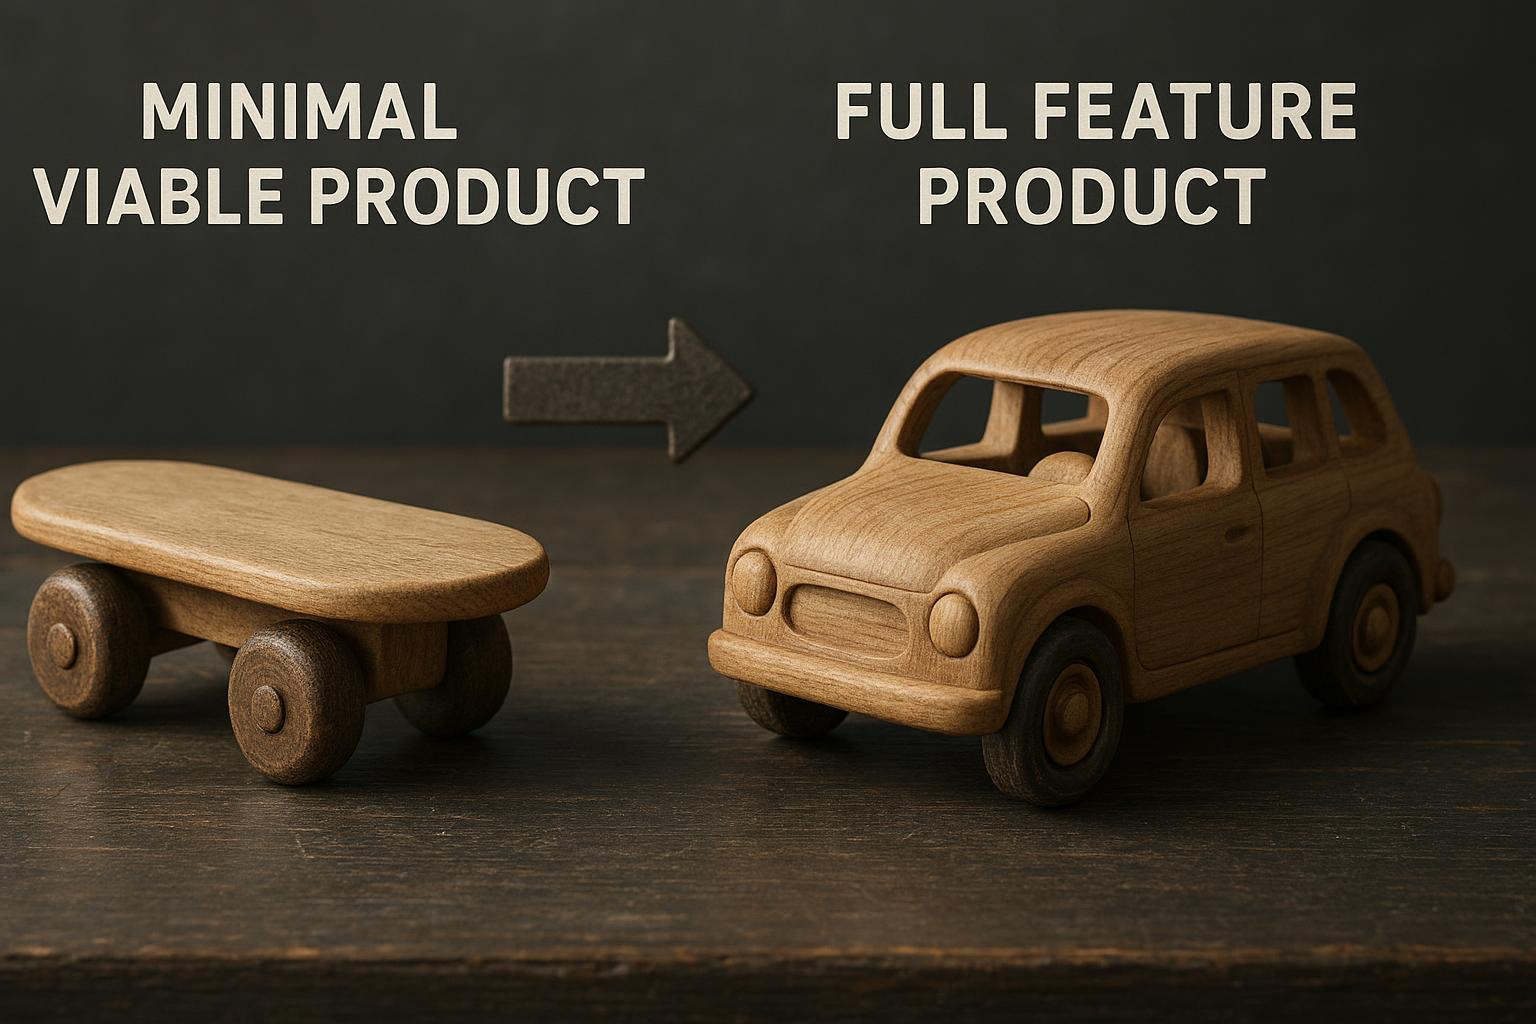 MINIMAL
VIABLE PRODUCT
FULL FEATURE
PRODUCT